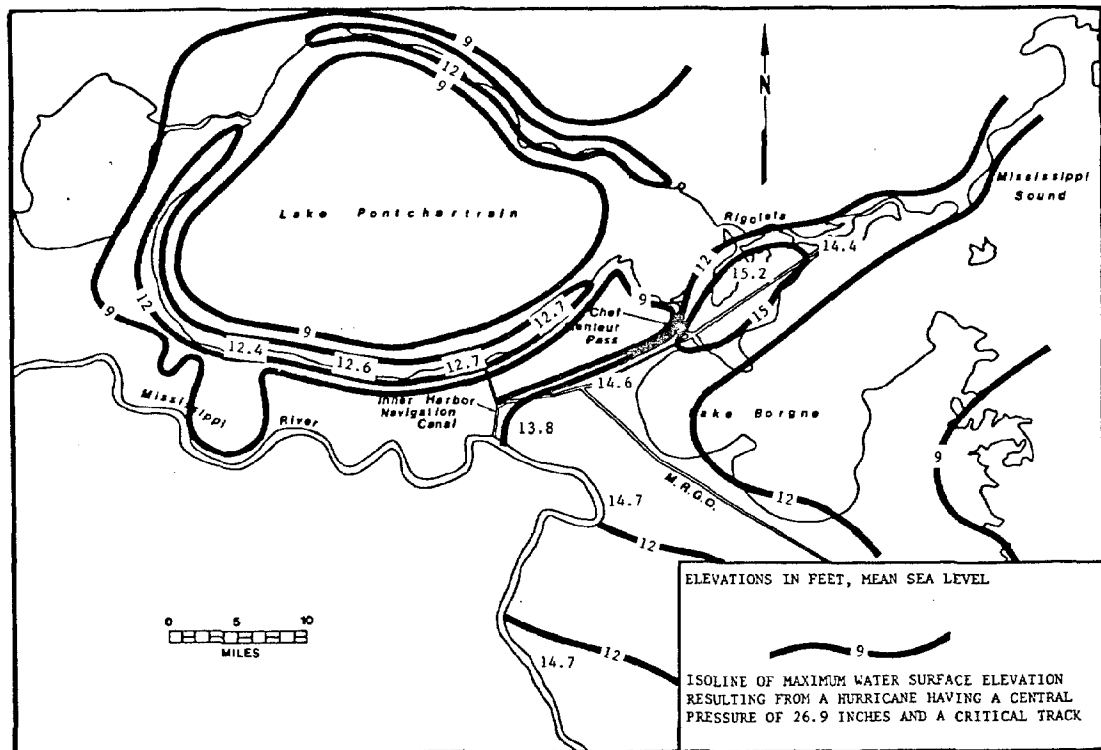 9
12
9
N
Lake Pontchartrain
Mississippi
Sound
Rigolets
14.4
12
15.2
9
12
9
Chef
Menteur
Pass
15
12.7
9
12.4
12.6
12.7
14.6
Mississippi
River
Inner Harbor
Navigation
Canal
Lake Borgne
13.8
9
M.R.G.O.
12
14.7
12
0 5 10
MILES
12
14.7
ELEVATIONS IN FEET, MEAN SEA LEVEL
9
ISOLINE OF MAXIMUM WATER SURFACE ELEVATION
RESULTING FROM A HURRICANE HAVING A CENTRAL
PRESSURE OF 26.9 INCHES AND A CRITICAL TRACK